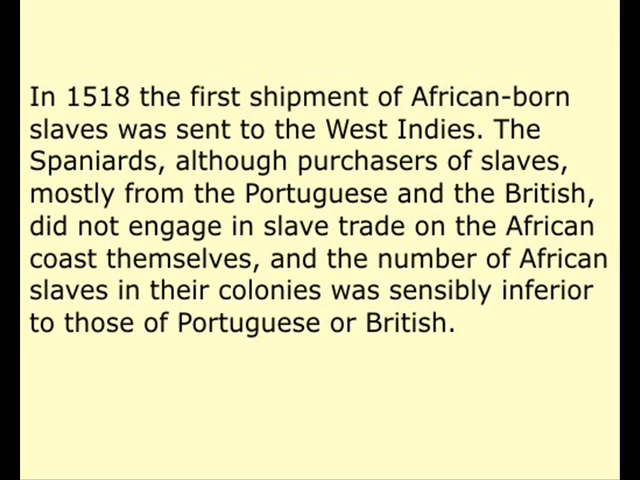 In 1518 the first shipment of African-born
slaves was sent to the West Indies. The
Spaniards, although purchasers of slaves,
mostly from the Portuguese and the British,
did not engage in slave trade on the African
coast themselves, and the number of African
slaves in their colonies was sensibly inferior
to those of Portuguese or British.